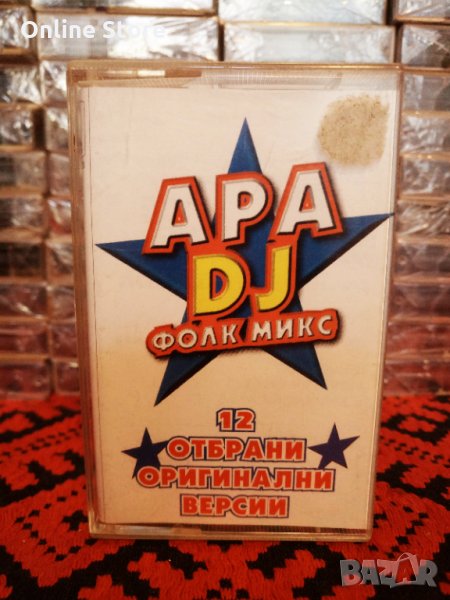 Online Store
АРА
DJ
ФОЛК МИКС
12
ОТБРАНИ
ОРИГИНАЛНИ
ВЕРСИИ
BAZAR